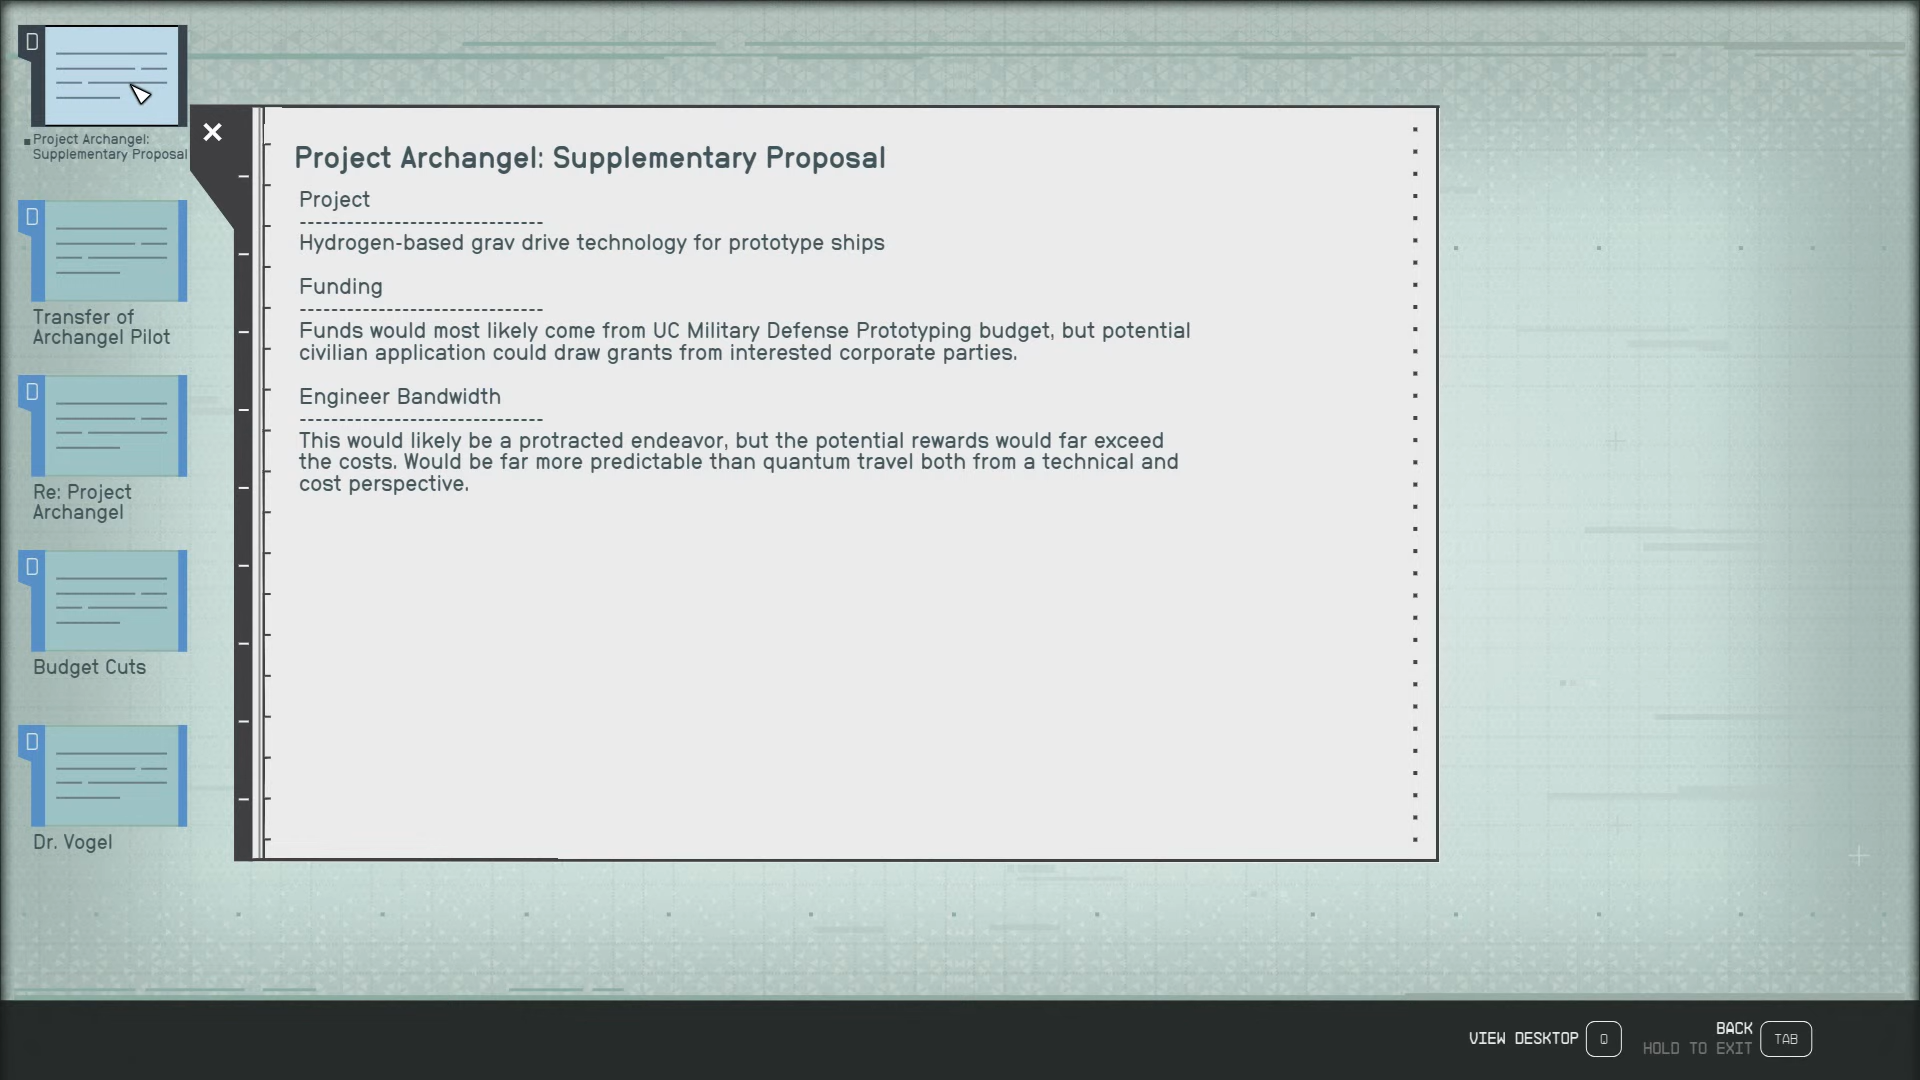 Project Archangel:
Supplementary Proposal
Transfer of
Archangel Pilot
Re: Project
Archangel
Budget Cuts
Dr. Vogel
Project Archangel: Supplementary Proposal
Project
------------------------------
Hydrogen-based grav drive technology for prototype ships
Funding
------------------------------
Funds would most likely come from UC Military Defense Prototyping budget, but potential
civilian application could draw grants from interested corporate parties.
Engineer Bandwidth
------------------------------
This would likely be a protracted endeavor, but the potential rewards would far exceed
the costs. Would be far more predictable than quantum travel both from a technical and
cost perspective.
VIEW DESKTOP Q
BACK
HOLD TO EXIT TAB